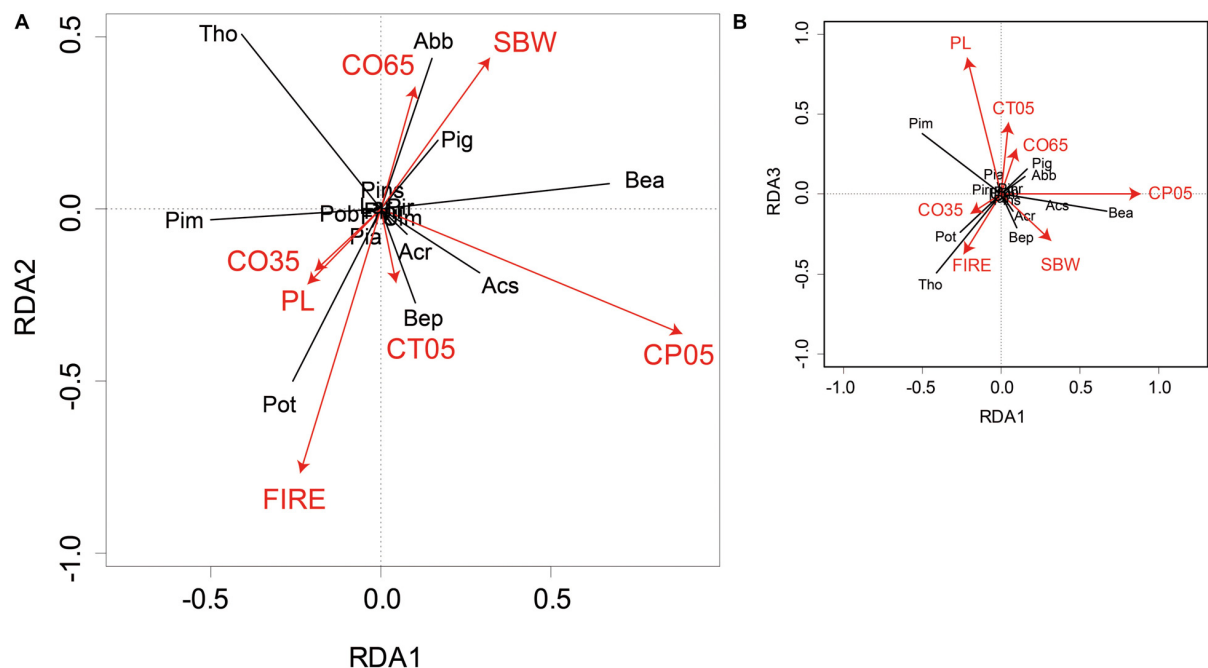 A
0.5
0.0
-0.5
-1.0
RDA2
Tho
Abb
SBW
CO65
Pig
Bea
Pins
Pim
Pob
Pia
CO35
PL
Acr
Acs
Bep
CT05
CP05
Pot
FIRE
-0.5
0.0
0.5
RDA1
B
1.0
0.5
0.0
-0.5
-1.0
RDA3
PL
CT05
Pim
CO65
Pig
Pia
Abb
CP05
CO35
Acs
Bea
Acr
Pot
Bep
FIRE
SBW
Tho
-1.0
-0.5
0.0
0.5
1.0
RDA1